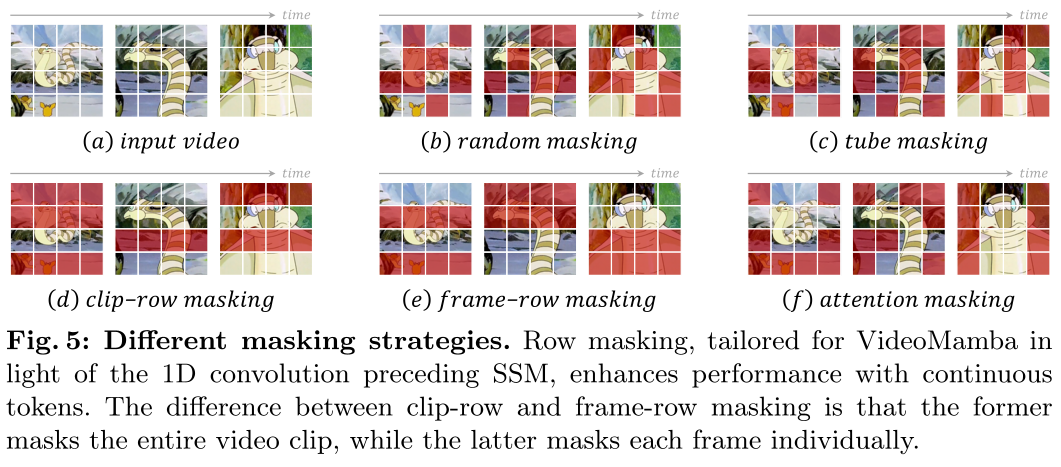 time time time
(a) input video (b) random masking (c) tube masking
time time time
(d) clip–row masking (e) frame–row masking (f) attention masking
Fig. 5: Different masking strategies. Row masking, tailored for VideoMamba in
light of the 1D convolution preceding SSM, enhances performance with continuous
tokens. The difference between clip-row and frame-row masking is that the former
masks the entire video clip, while the latter masks each frame individually.